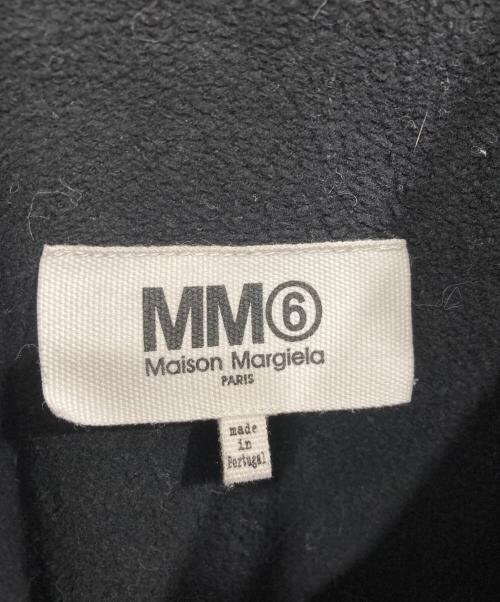 MM⑥
Maison Margiela
PARIS
made
in
Portugal